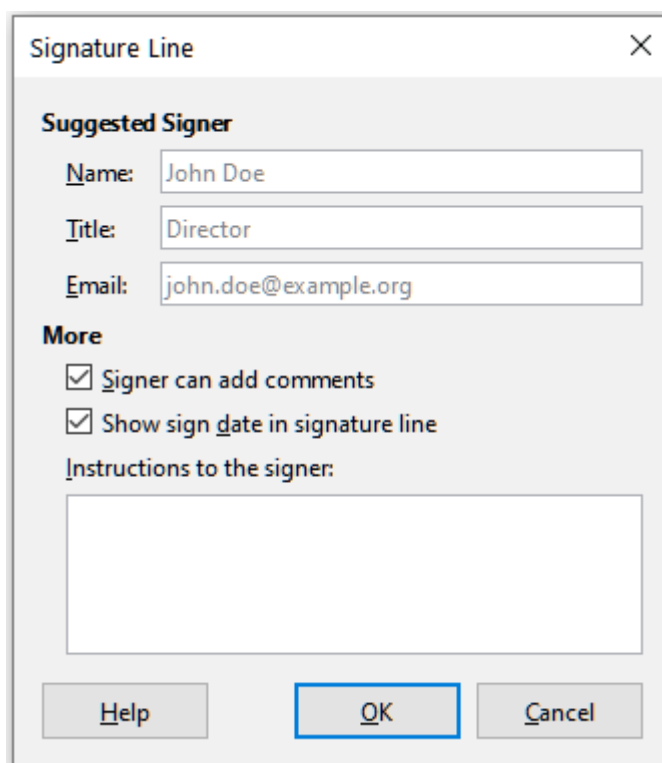 Signature Line
Suggested Signer
Name: John Doe
Title: Director
Email: john.doe@example.org
More
Signer can add comments
Show sign date in signature line
Instructions to the signer:
Help OK Cancel